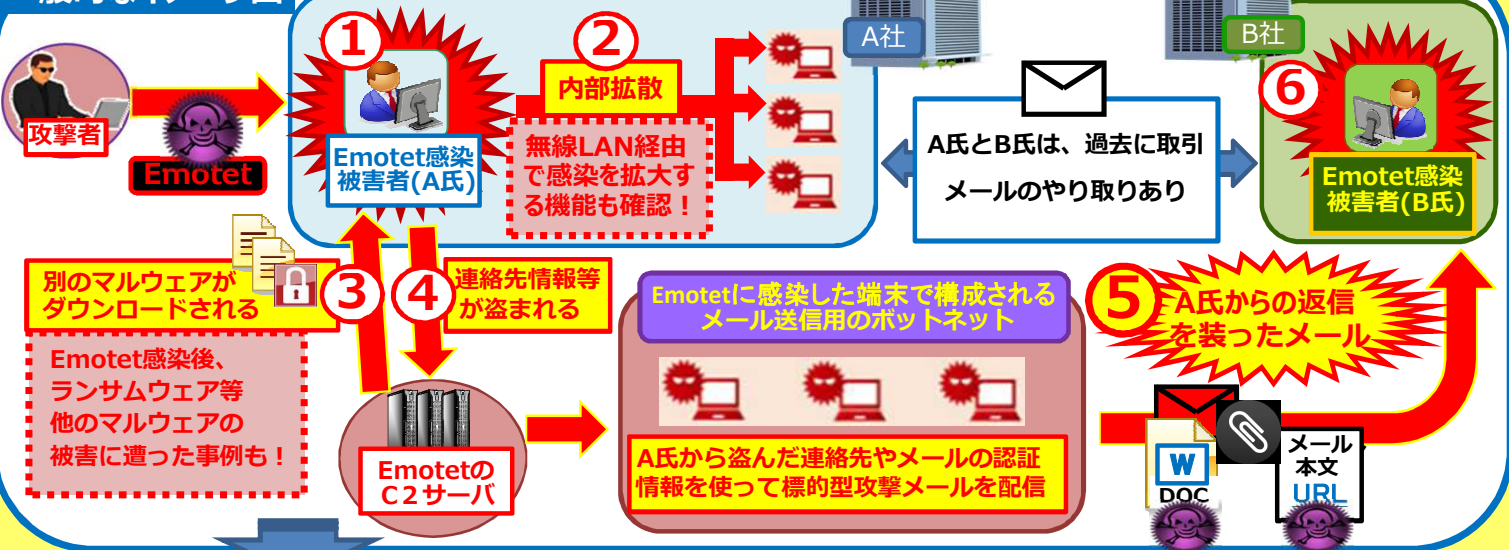 般的なイメージ図
①
②
A社
B社
⑥
攻撃者
Emotet
Emotet感染
被害者(A氏)
内部拡散
無線LAN経由
で感染を拡大す
る機能も確認！
A氏とB氏は、過去に取引
メールのやり取りあり
Emotet感染
被害者(B氏)
別のマルウェアが
ダウンロードされる
③
④
連絡先情報等
が盗まれる
Emotet感染後、
ランサムウェア等
他のマルウェアの
被害に遭った事例も！
Emotetの
C２サーバ
Emotetに感染した端末で構成される
メール送信用のボットネット
A氏から盗んだ連絡先やメールの認証
情報を使って標的型攻撃メールを配信
⑤
A氏からの返信
を装ったメール
W
DOC
メール
本文
URL